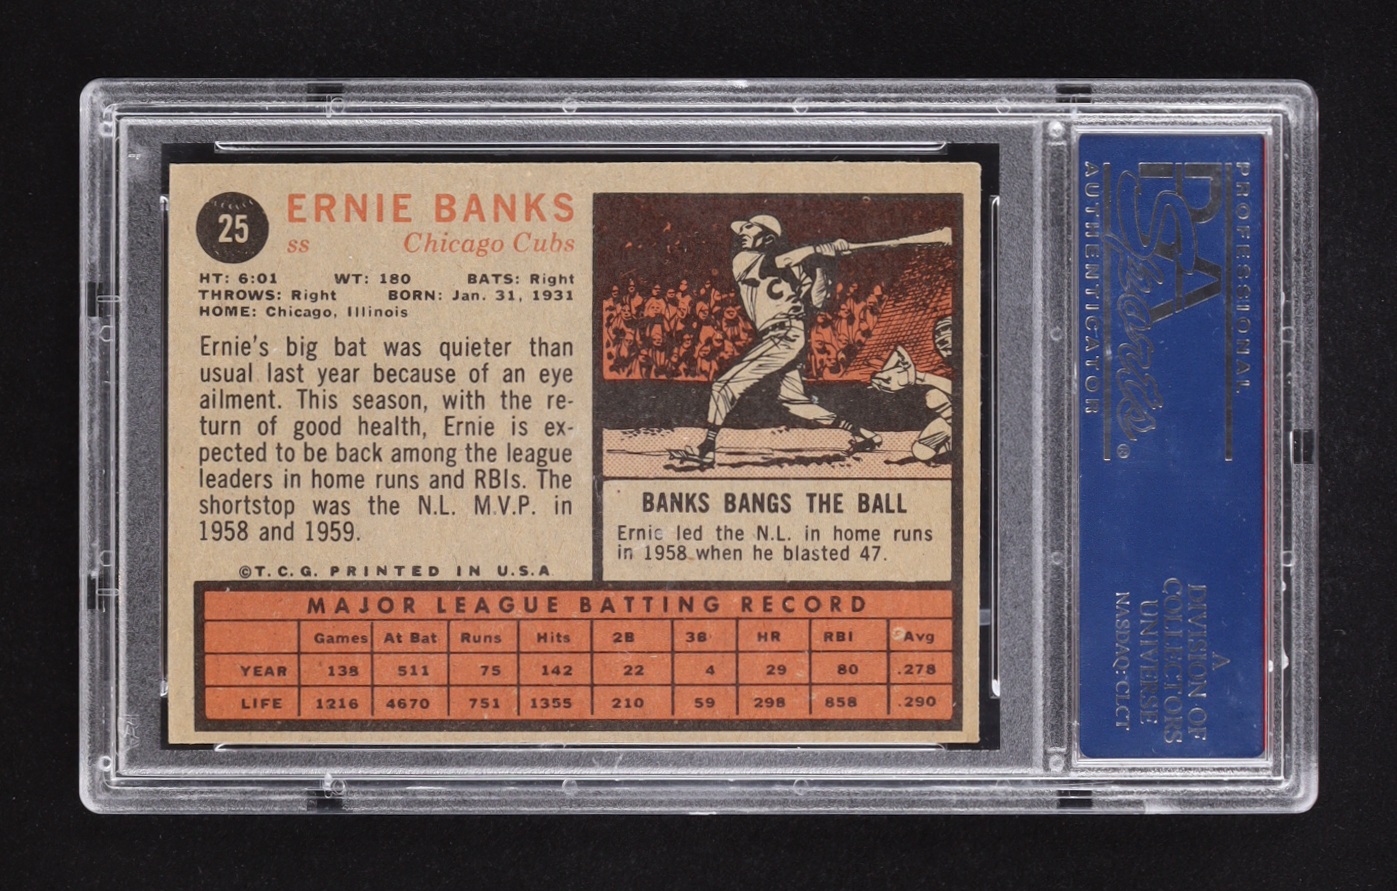 25
ERNIE BANKS
ss Chicago Cubs
HT: 6:01 WT: 180 BATS: Right
THROWS: Right BORN: Jan. 31, 1931
HOME: Chicago, Illinois
Ernie's big bat was quieter than
usual last year because of an eye
ailment. This season, with the re-
turn of good health, Ernie is ex-
pected to be back among the league
leaders in home runs and RBIs. The
shortstop was the N.L. M.V.P. in
1958 and 1959.
©T.C.G. PRINTED IN U.S.A
C
BANKS BANGS THE BALL
Ernie led the N.L. in home runs
in 1958 when he blasted 47.
MAJOR LEAGUE BATTING RECORD
Games At Bat Runs Hits 2B 3B HR RBI Avg
YEAR 138 511 75 142 22 4 29 80 .278
LIFE 1216 4670 751 1355 210 59 298 858 .290
PROFESSIONAL
PSA
Sports
AUTHENTICATOR
®
A
DIVISION OF
COLLECTORS
UNIVERSE
NASDAQ: CLCT